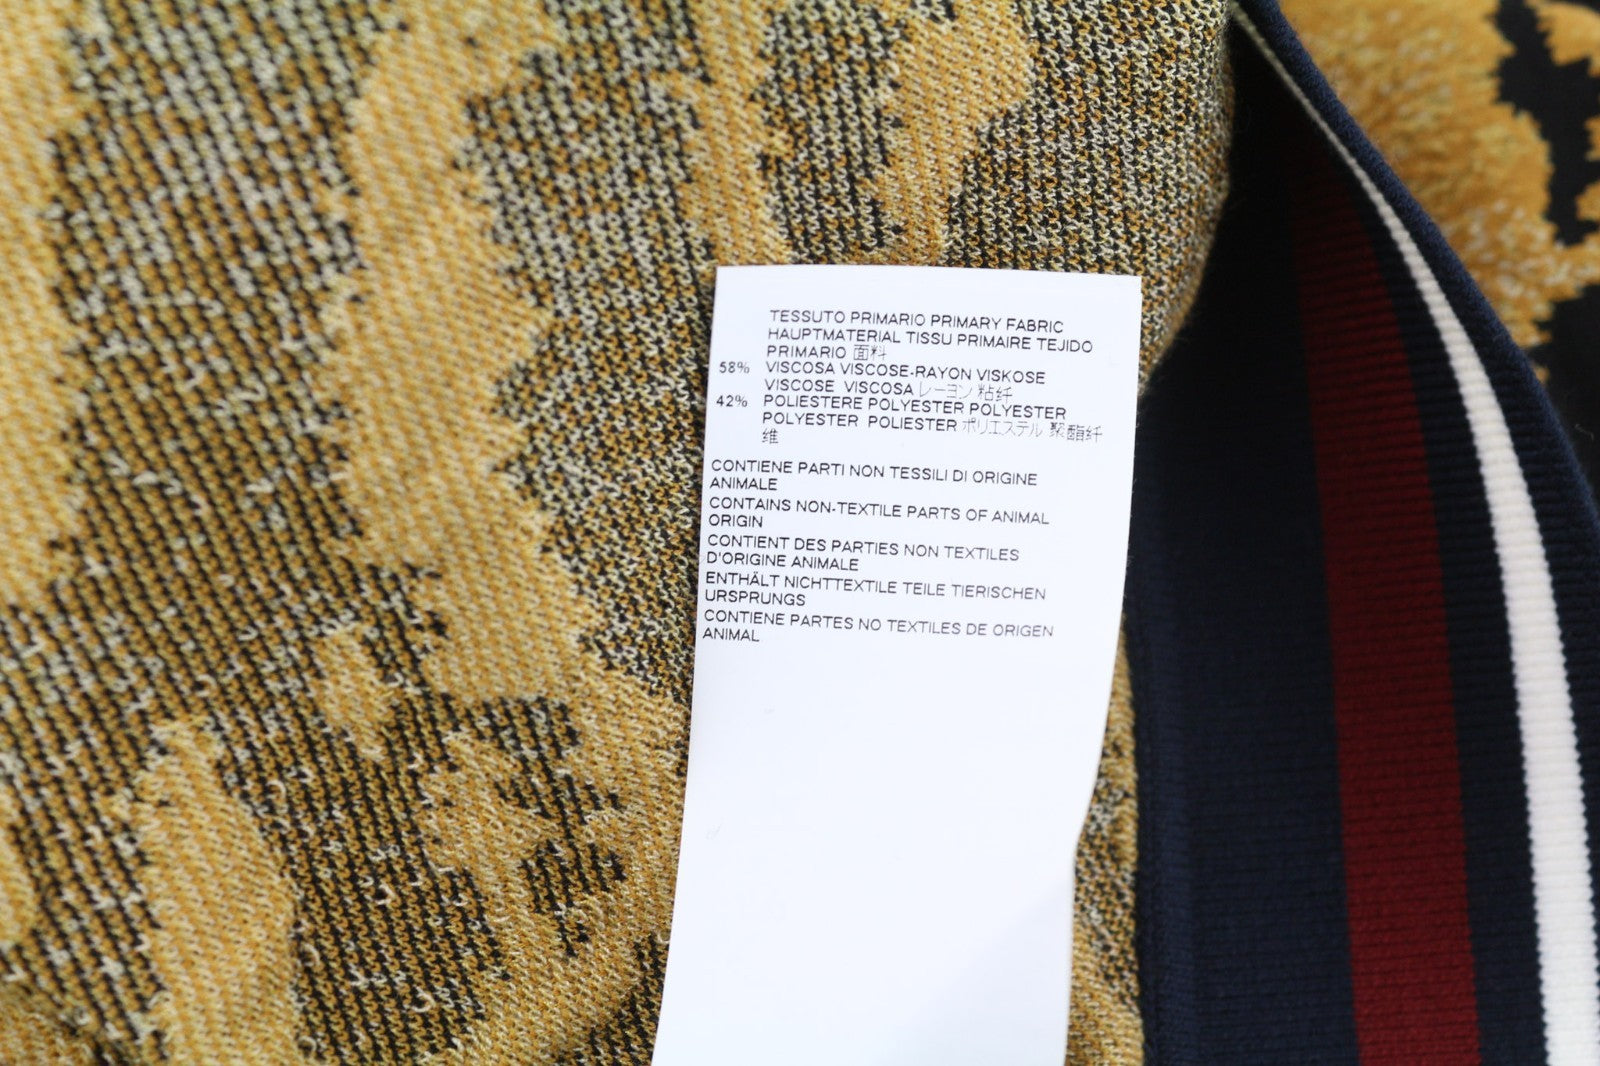 TESSUTO PRIMARIO PRIMARY FABRIC
HAUPTMATERIAL TISSU PRIMAIRE TEJIDO
PRIMARIO 面料
58% VISCOSA VISCOSE-RAYON VISKOSE
VISCOSE VISCOSA レーヨン 粘纤
42% POLIESTERE POLYESTER POLYESTER
POLYESTER POLIESTER ポリエステル 聚酯纤
维
CONTIENE PARTI NON TESSILI DI ORIGINE
ANIMALE
CONTAINS NON-TEXTILE PARTS OF ANIMAL
ORIGIN
CONTIENT DES PARTIES NON TEXTILES
D'ORIGINE ANIMALE
ENTHÄLT NICHTTEXTILE TEILE TIERISCHEN
URSPRUNGS
CONTIENE PARTES NO TEXTILES DE ORIGEN
ANIMAL